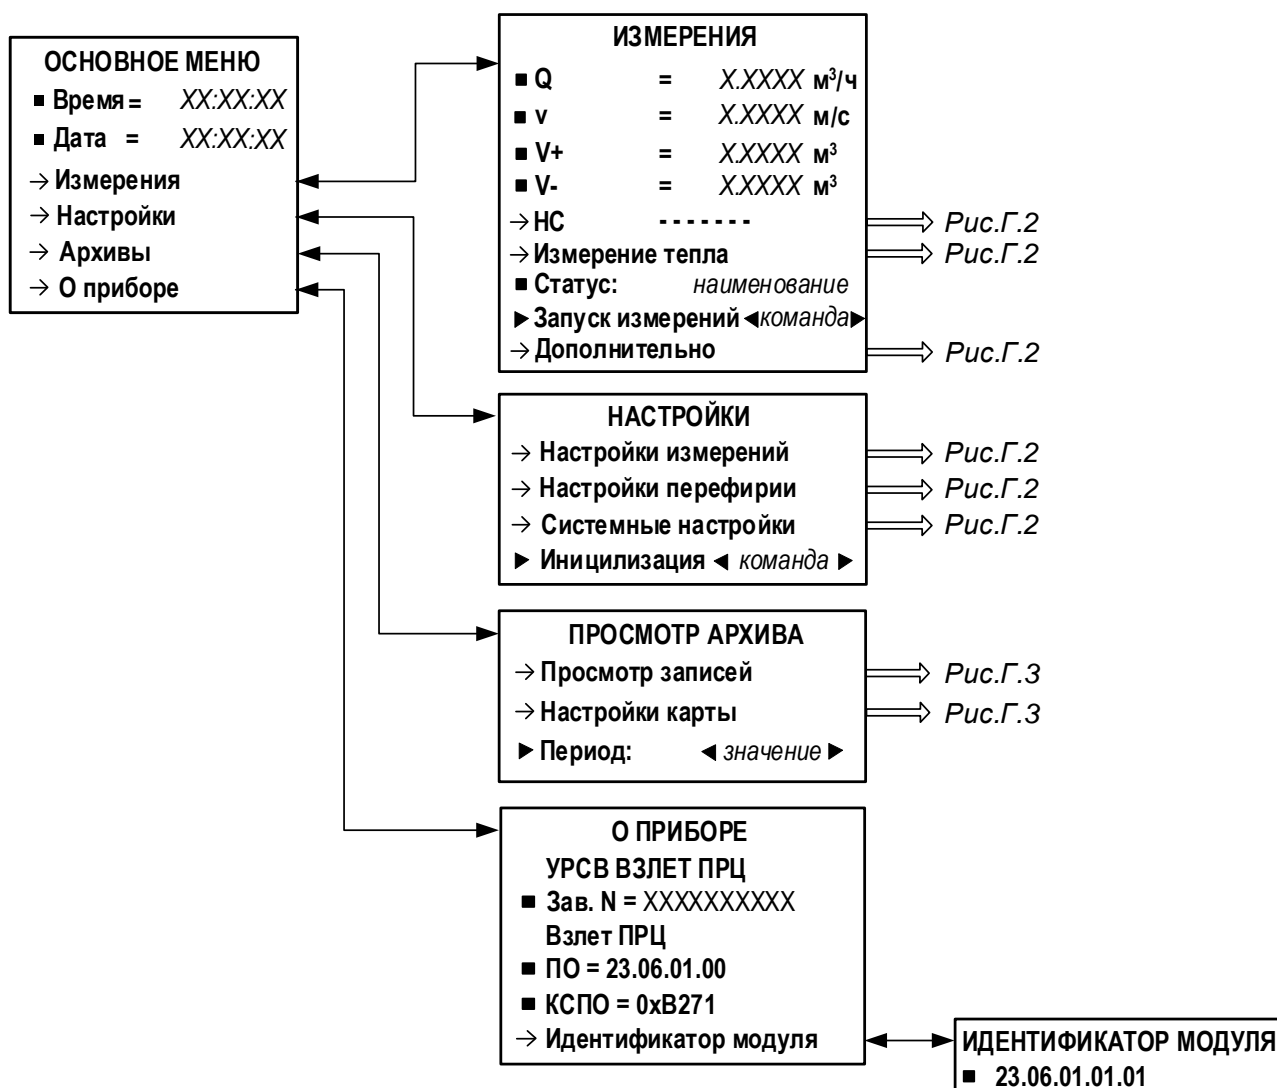 ОСНОВНОЕ МЕНЮ
Время = XX:XX:XX
Дата = XX:XX:XX
Измерения
Настройки
Архивы
О приборе
ИЗМЕРЕНИЯ
Q = X.XXXX м³/ч
v = X.XXXX м/с
V+ = X.XXXX м³
V- = X.XXXX м³
НС - - - - - - - Рис.Г.2
Измерение тепла Рис.Г.2
Статус: наименование
Запуск измерений команда
Дополнительно Рис.Г.2
НАСТРОЙКИ
Настройки измерений Рис.Г.2
Настройки перефирии Рис.Г.2
Системные настройки Рис.Г.2
Иницилизация команда
ПРОСМОТР АРХИВА
Просмотр записей Рис.Г.3
Настройки карты Рис.Г.3
Период: значение
О ПРИБОРЕ
УРСВ ВЗЛЕТ ПРЦ
Зав. N = XXXXXXXXXX
Взлет ПРЦ
ПО = 23.06.01.00
КСПО = 0xB271
Идентификатор модуля
ИДЕНТИФИКАТОР МОДУЛЯ
23.06.01.01.01